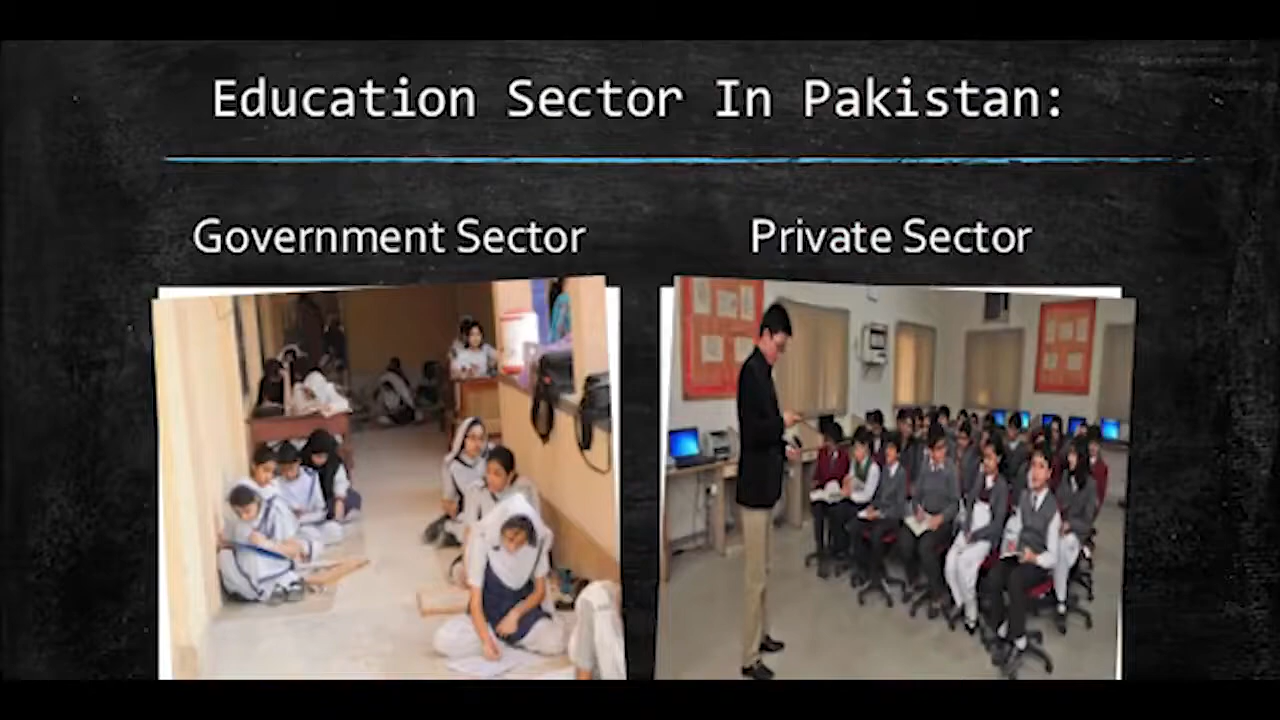 Education Sector In Pakistan:
Government Sector
Private Sector